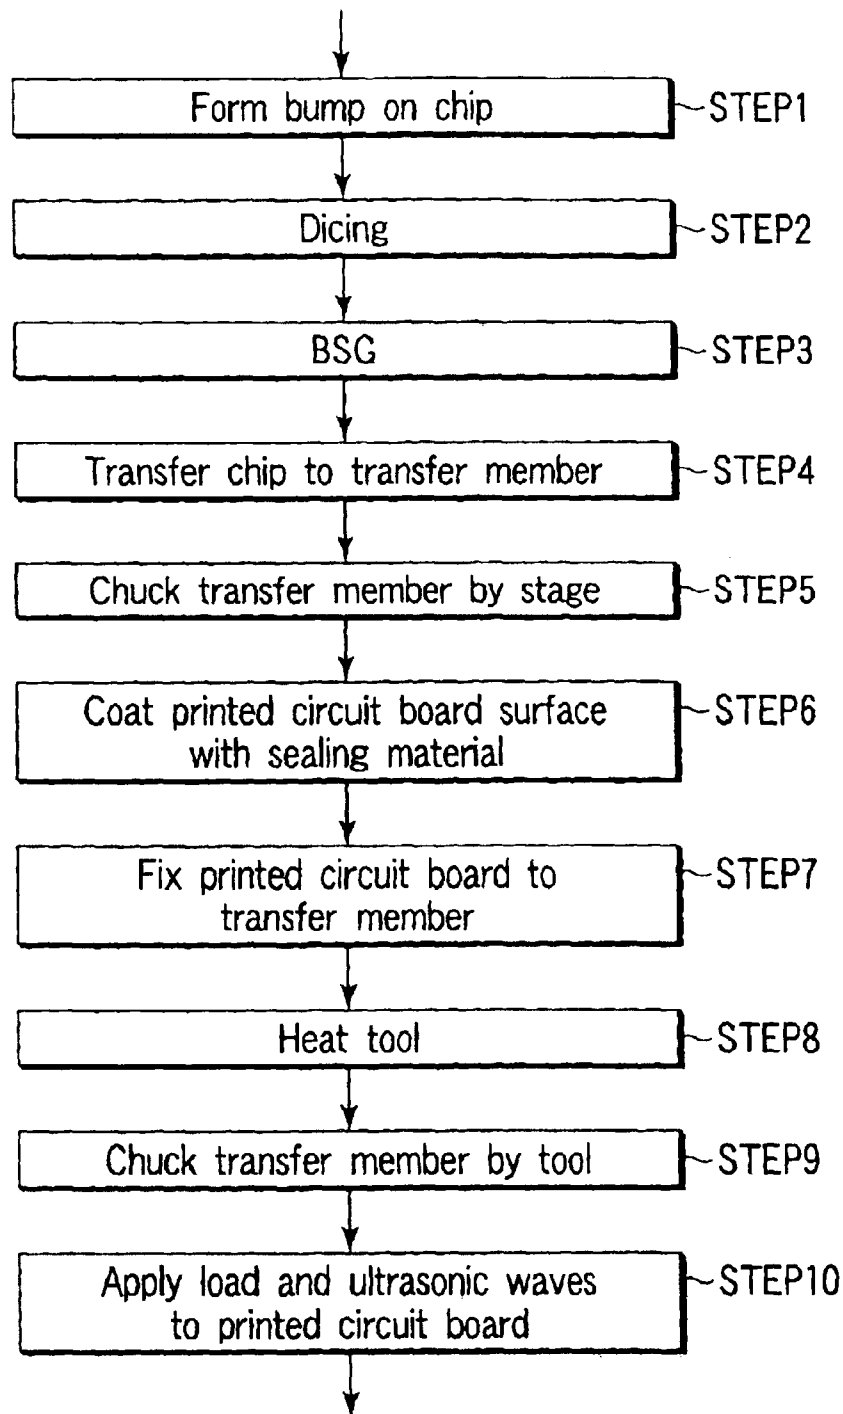 Form bump on chip STEP1
Dicing STEP2
BSG STEP3
Transfer chip to transfer member STEP4
Chuck transfer member by stage STEP5
Coat printed circuit board surface STEP6
with sealing material
Fix printed circuit board to STEP7
transfer member
Heat tool STEP8
Chuck transfer member by tool STEP9
Apply load and ultrasonic waves STEP10
to printed circuit board